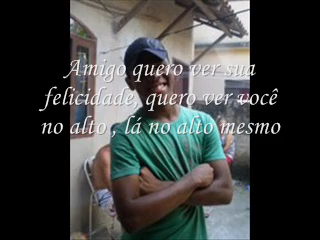 Amigo quero ver sua
felicidade, quero ver você
no alto , lá no alto mesmo